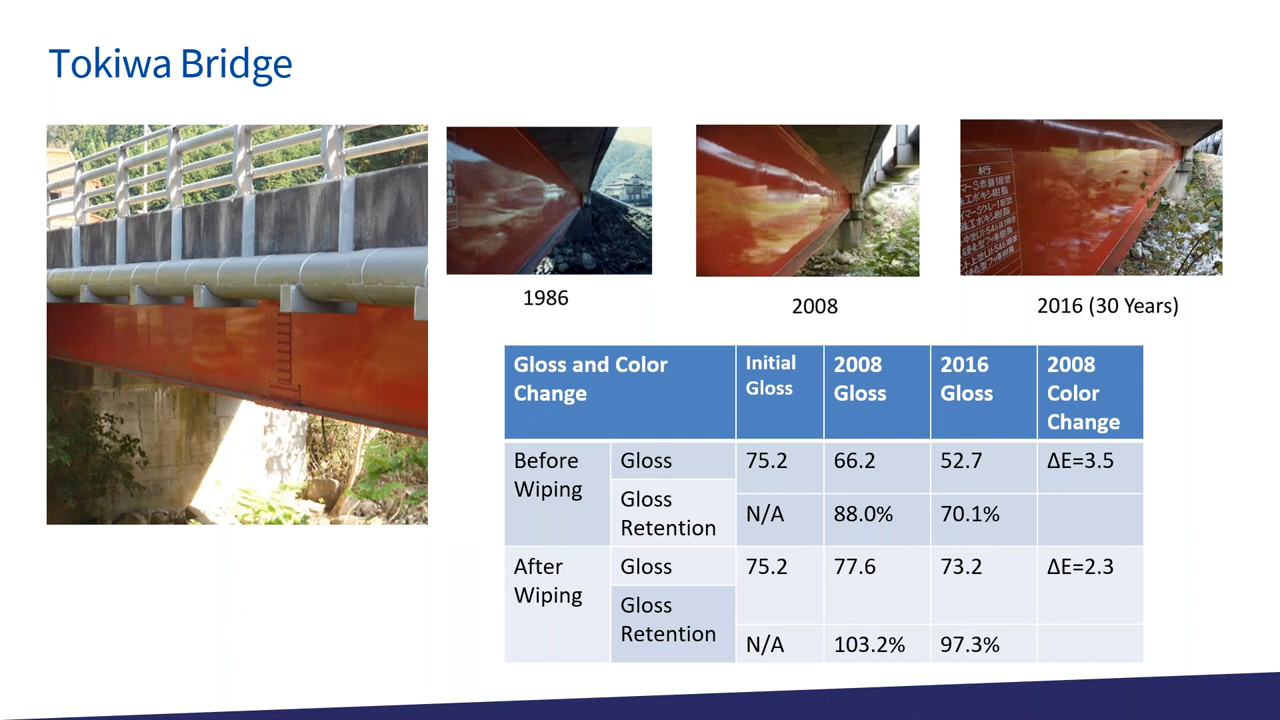 Tokiwa Bridge
桁
1986
2008
2016 (30 Years)
Gloss and Color Change
Initial Gloss
2008 Gloss
2016 Gloss
2008 Color Change
Before Wiping
Gloss
75.2
66.2
52.7
ΔE=3.5
Gloss Retention
N/A
88.0%
70.1%
After Wiping
Gloss
75.2
77.6
73.2
ΔE=2.3
Gloss Retention
N/A
103.2%
97.3%